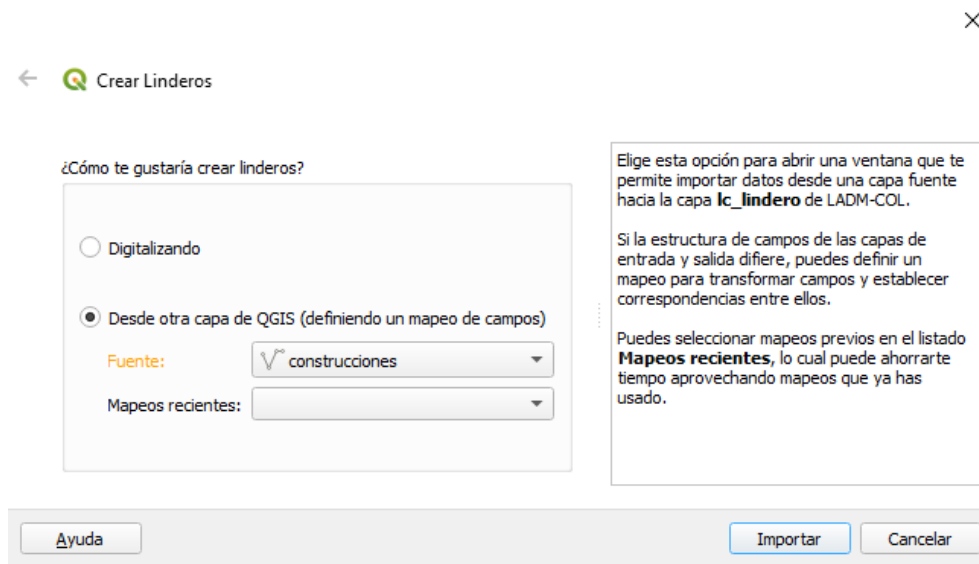 Crear Linderos
¿Cómo te gustaría crear linderos?
Digitalizando
Desde otra capa de QGIS (definiendo un mapeo de campos)
Fuente:
construcciones
Mapeos recientes:
Elige esta opción para abrir una ventana que te
permite importar datos desde una capa fuente
hacia la capa lc_lindero de LADM-COL.
Si la estructura de campos de las capas de
entrada y salida difiere, puedes definir un
mapeo para transformar campos y establecer
correspondencias entre ellos.
Puedes seleccionar mapeos previos en el listado
Mapeos recientes, lo cual puede ahorrarte
tiempo aprovechando mapeos que ya has
usado.
Ayuda
Importar
Cancelar